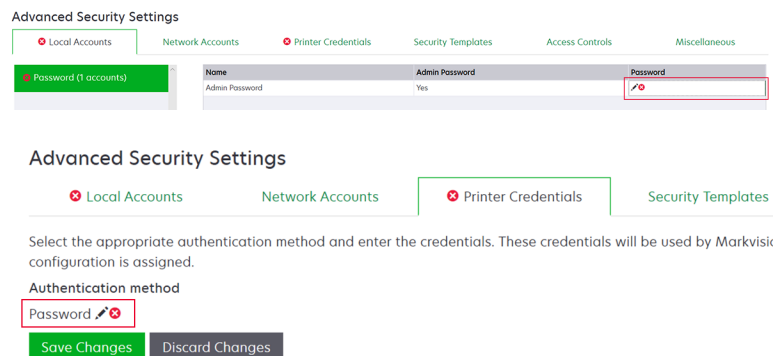 Advanced Security Settings
Local Accounts Network Accounts Printer Credentials Security Templates Access Controls Miscellaneous
Password (1 accounts)
Name Admin Password Password
Admin Password Yes
Advanced Security Settings
Local Accounts Network Accounts Printer Credentials Security Templates
Select the appropriate authentication method and enter the credentials. These credentials will be used by
configuration is assigned.
Authentication method
Password
Save Changes Discard Changes